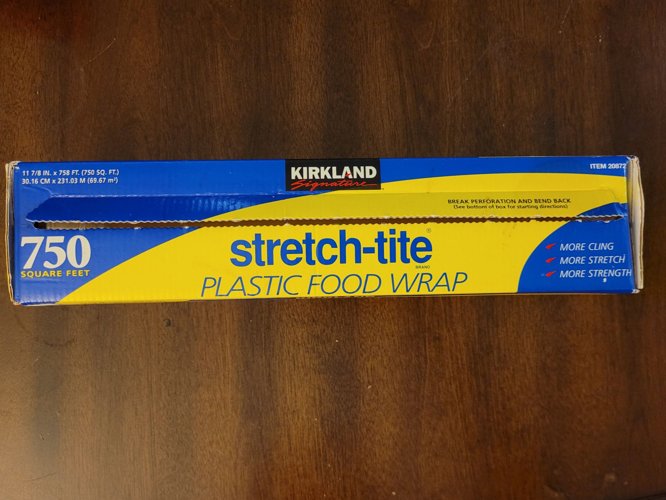 11 7/8 IN. x 758 FT. (750 SQ. FT.)
30.16 CM x 231.03 M (69.67 m²)
KIRKLAND
Signature
ITEM 20872
BREAK PERFORATION AND BEND BACK
(See bottom of box for starting directions)
750
SQUARE FEET
stretch-tite®
BRAND
PLASTIC FOOD WRAP
MORE CLING
MORE STRETCH
MORE STRENGTH